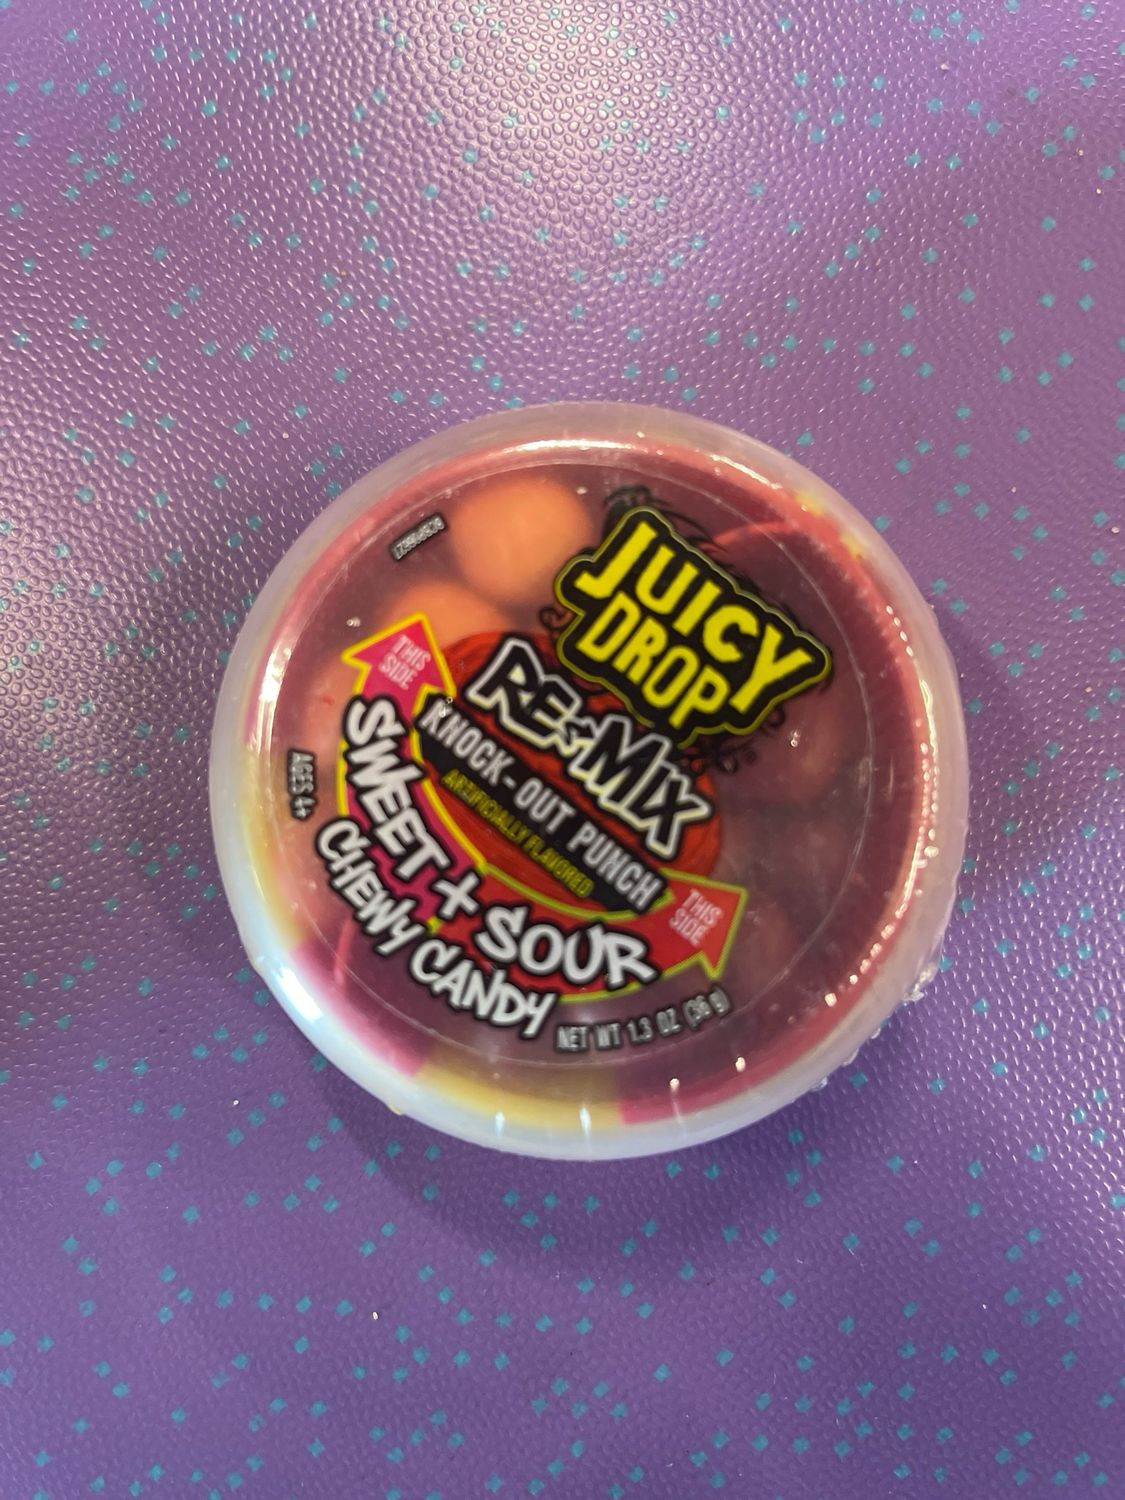 JUICY
DROP
RE-MIX
KNOCK-OUT PUNCH
ARTIFICIALLY FLAVORED
THIS
SIDE
SWEET + SOUR
THIS
SIDE
CHEWY CANDY
AGES 4+
NET WT 1.3 OZ (36 g)